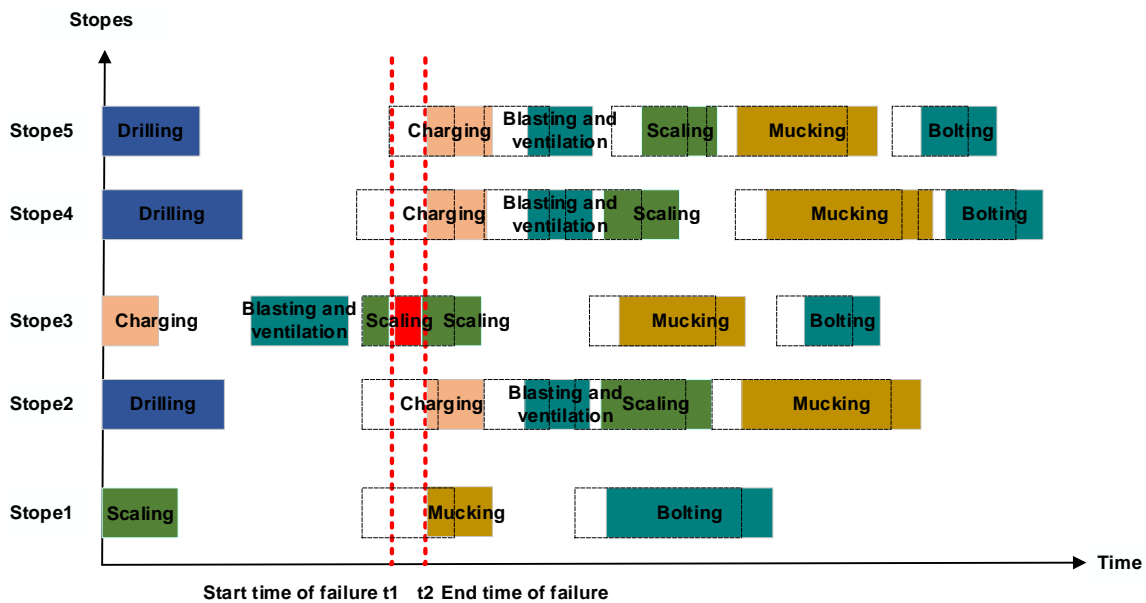 Stopes
Stope5
Drilling
Charging
Blasting and
ventilation
Scaling
Mucking
Bolting
Stope4
Drilling
Charging
Blasting and
ventilation
Scaling
Mucking
Bolting
Stope3
Charging
Blasting and
ventilation
Scaling
Scaling
Mucking
Bolting
Stope2
Drilling
Charging
Blasting and
ventilation
Scaling
Mucking
Stope1
Scaling
Mucking
Bolting
Time
Start time of failure t1
t2 End time of failure